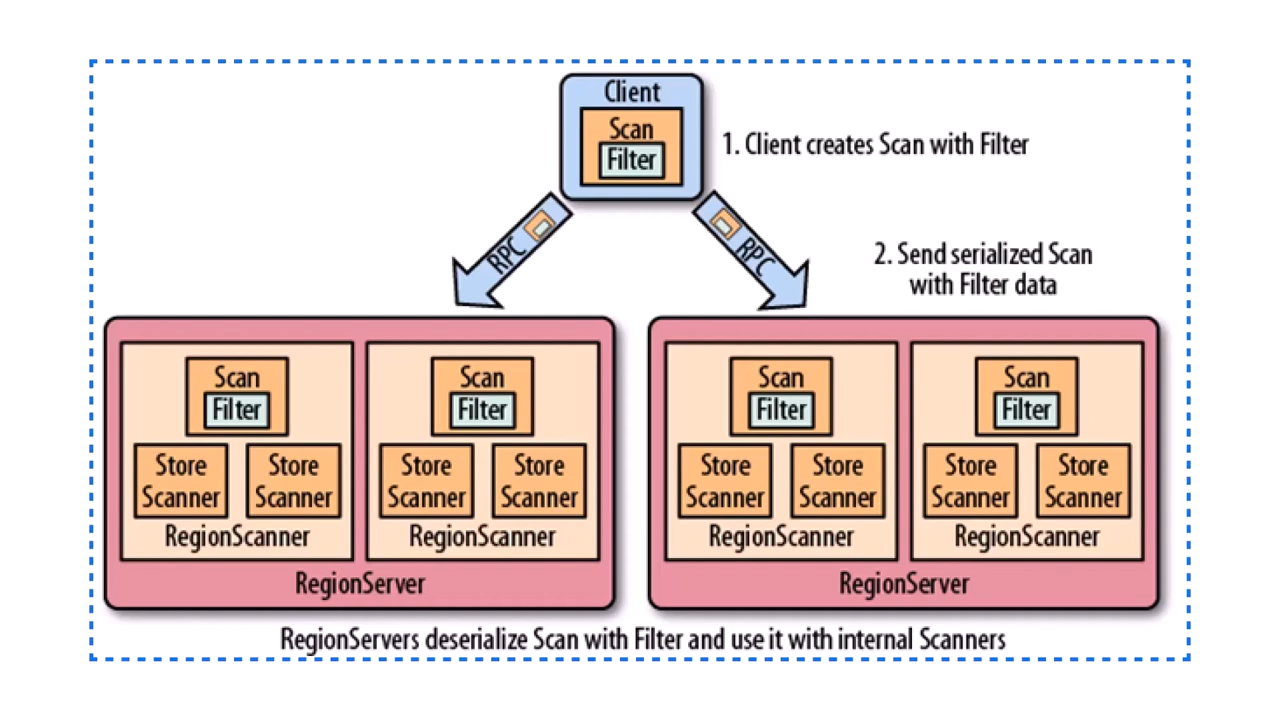 Client
Scan
Filter
1. Client creates Scan with Filter
RPC
RPC
2. Send serialized Scan
with Filter data
Scan
Filter
Store
Scanner
Store
Scanner
RegionScanner
Scan
Filter
Store
Scanner
Store
Scanner
RegionScanner
RegionServer
Scan
Filter
Store
Scanner
Store
Scanner
RegionScanner
Scan
Filter
Store
Scanner
Store
Scanner
RegionScanner
RegionServer
RegionServers deserialize Scan with Filter and use it with internal Scanners